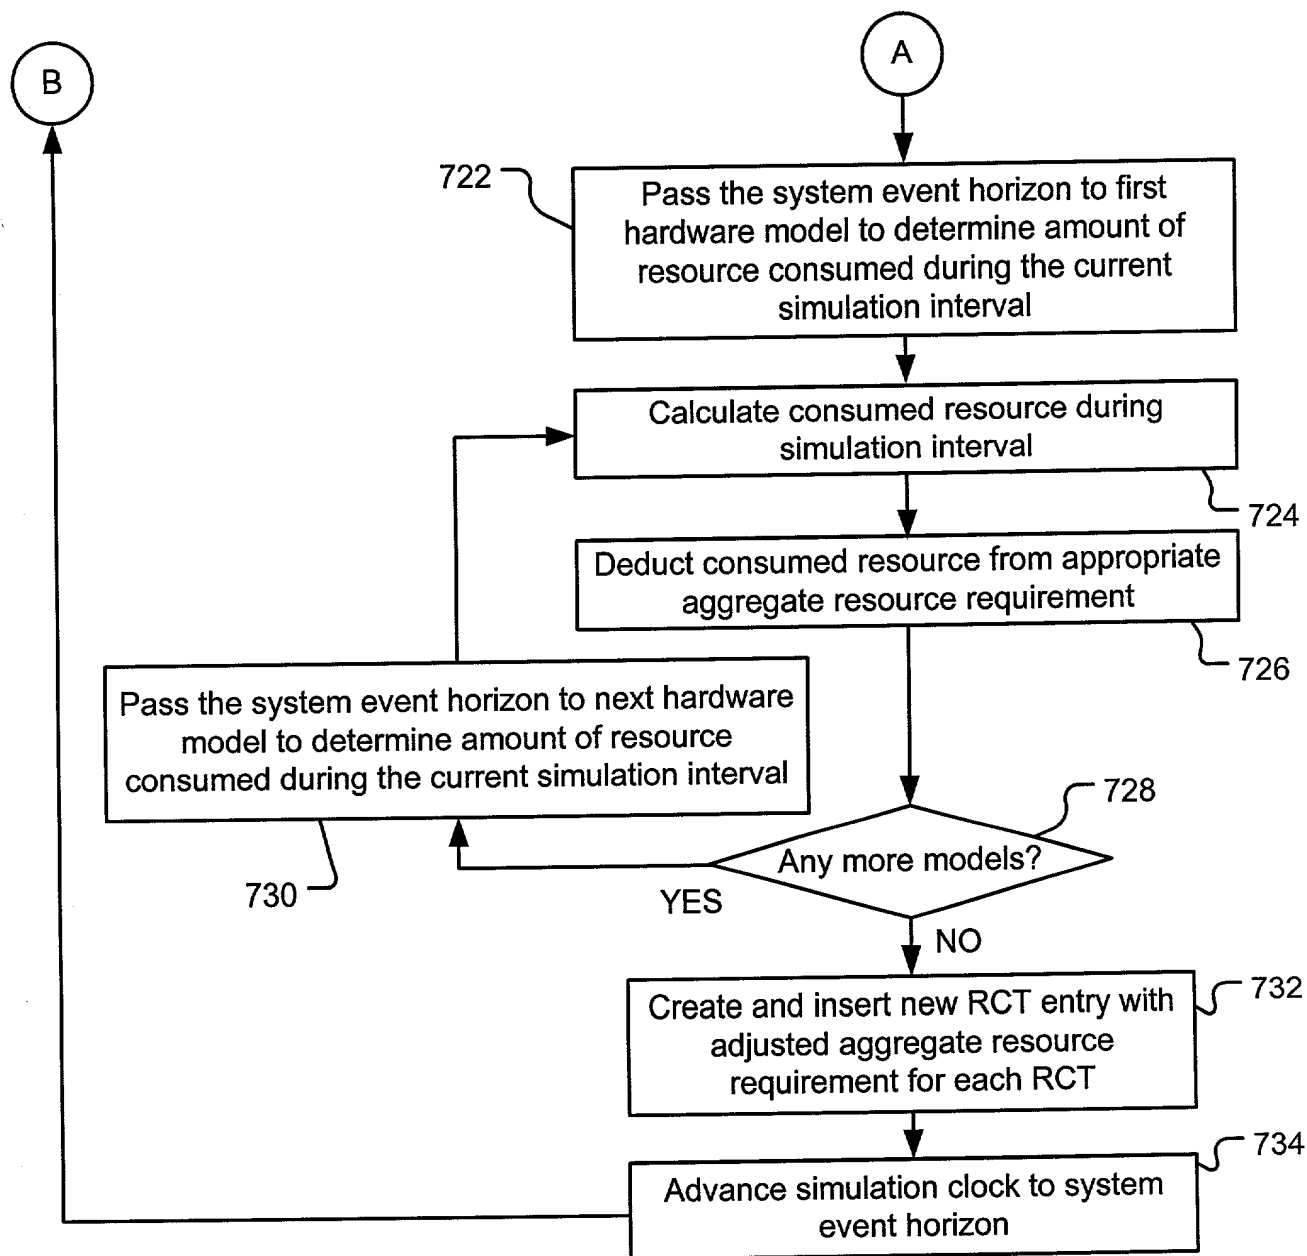 B
A
722
Pass the system event horizon to first
hardware model to determine amount of
resource consumed during the current
simulation interval
Calculate consumed resource during
simulation interval
724
Deduct consumed resource from appropriate
aggregate resource requirement
726
Pass the system event horizon to next hardware
model to determine amount of resource
consumed during the current simulation interval
730
728
Any more models?
YES
NO
732
Create and insert new RCT entry with
adjusted aggregate resource
requirement for each RCT
734
Advance simulation clock to system
event horizon